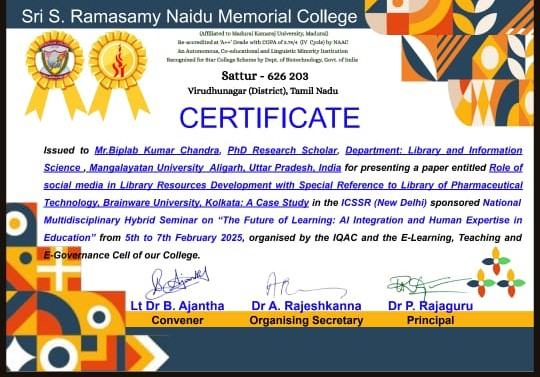 Sri S. Ramasamy Naidu Memorial College
(Affiliated to Madurai Kamaraj University, Madurai)
Re-accredited at 'A++' Grade with CGPA of 3.76/4 (IV Cycle) by NAAC
An Autonomous, Co-educational and Linguistic Minority Institution
Recognised for Star College Scheme by Dept. of Biotechnology, Govt. of India
Sattur - 626 203
Virudhunagar (District), Tamil Nadu
CERTIFICATE
Issued to Mr.Biplab Kumar Chandra, PhD Research Scholar, Department: Library and Information
Science , Mangalayatan University Aligarh, Uttar Pradesh, India for presenting a paper entitled Role of
social media in Library Resources Development with Special Reference to Library of Pharmaceutical
Technology, Brainware University, Kolkata: A Case Study in the ICSSR (New Delhi) sponsored National
Multidisciplinary Hybrid Seminar on “The Future of Learning: AI Integration and Human Expertise in
Education” from 5th to 7th February 2025, organised by the IQAC and the E-Learning, Teaching and
E-Governance Cell of our College.
Lt Dr B. Ajantha Dr A. Rajeshkanna Dr P. Rajaguru
Convener Organising Secretary Principal